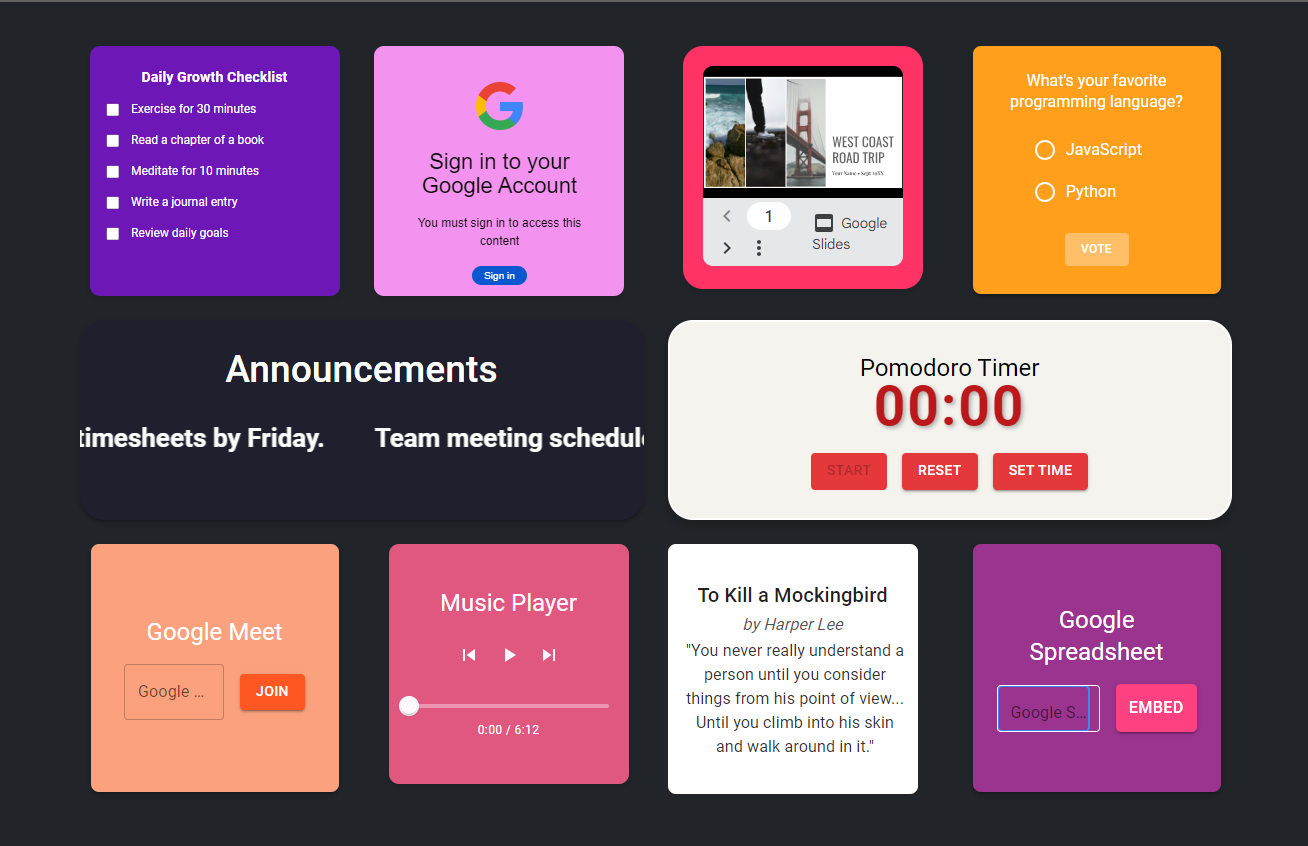 Daily Growth Checklist
Exercise for 30 minutes
Read a chapter of a book
Meditate for 10 minutes
Write a journal entry
Review daily goals
Sign in to your
Google Account
You must sign in to access this
content
Sign in
WEST COAST
ROAD TRIP
Your Name • Sept 20XX
1
Google
Slides
What's your favorite
programming language?
JavaScript
Python
VOTE
Announcements
timesheets by Friday. Team meeting schedul
Pomodoro Timer
00:00
START RESET SET TIME
Google Meet
Google ... JOIN
Music Player
0:00 / 6:12
To Kill a Mockingbird
by Harper Lee
"You never really understand a
person until you consider
things from his point of view...
Until you climb into his skin
and walk around in it."
Google
Spreadsheet
Google S... EMBED